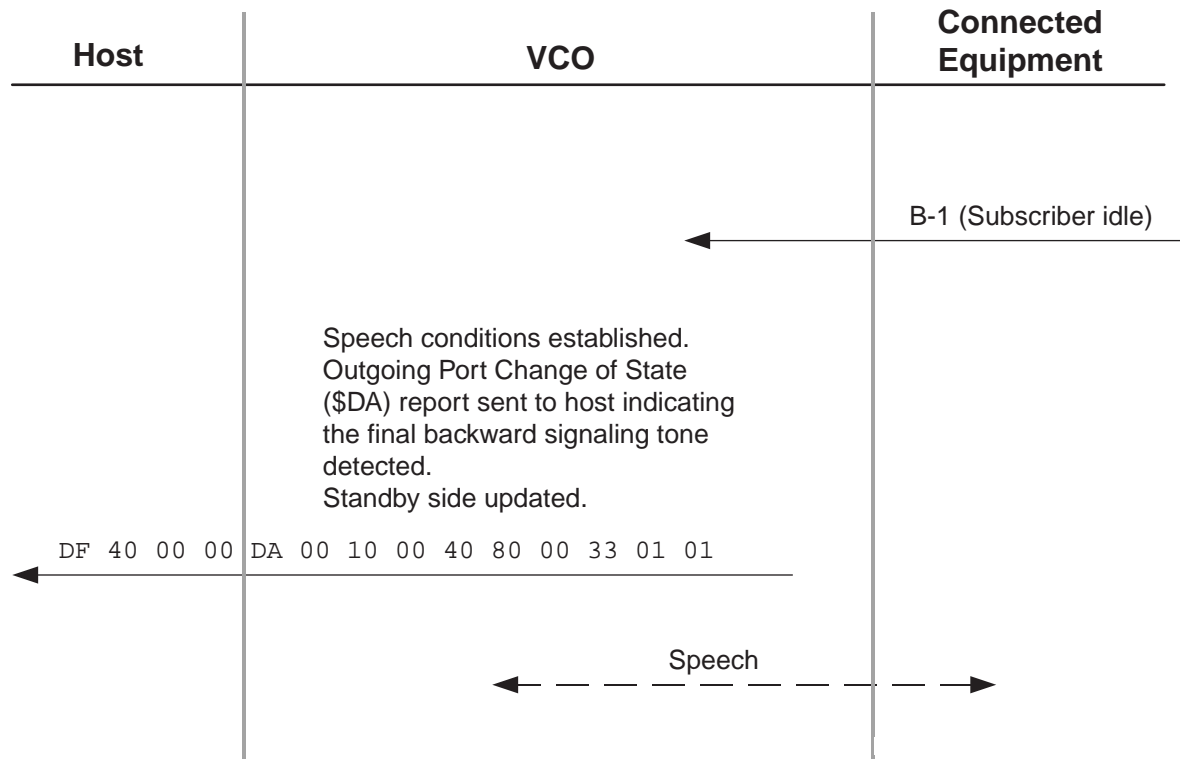 Host
VCO
Connected
Equipment
B-1 (Subscriber idle)
Speech conditions established.
Outgoing Port Change of State
($DA) report sent to host indicating
the final backward signaling tone
detected.
Standby side updated.
DF 40 00 00 DA 00 10 00 40 80 00 33 01 01
Speech